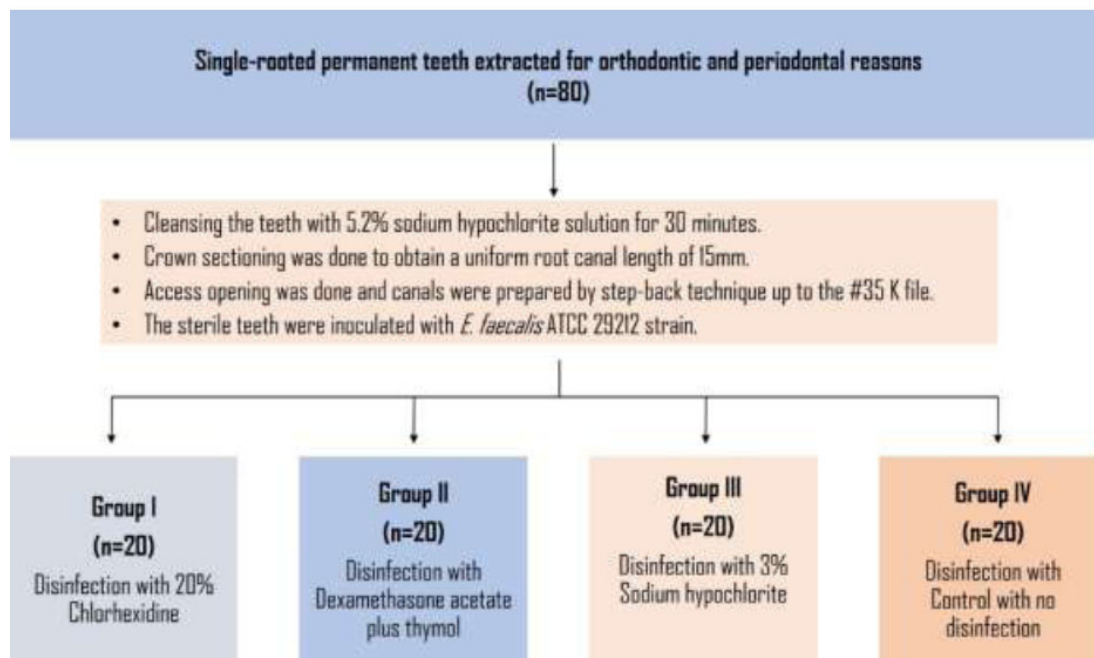 Single-rooted permanent teeth extracted for orthodontic and periodontal reasons
(n=80)
• Cleansing the teeth with 5.2% sodium hypochlorite solution for 30 minutes.
• Crown sectioning was done to obtain a uniform root canal length of 15mm.
• Access opening was done and canals were prepared by step-back technique up to the #35 K file.
• The sterile teeth were inoculated with E. faecalis ATCC 29212 strain.
Group I
(n=20)
Disinfection with 20%
Chlorhexidine
Group II
(n=20)
Disinfection with
Dexamethasone acetate
plus thymol
Group III
(n=20)
Disinfection with 3%
Sodium hypochlorite
Group IV
(n=20)
Disinfection with
Control with no
disinfection